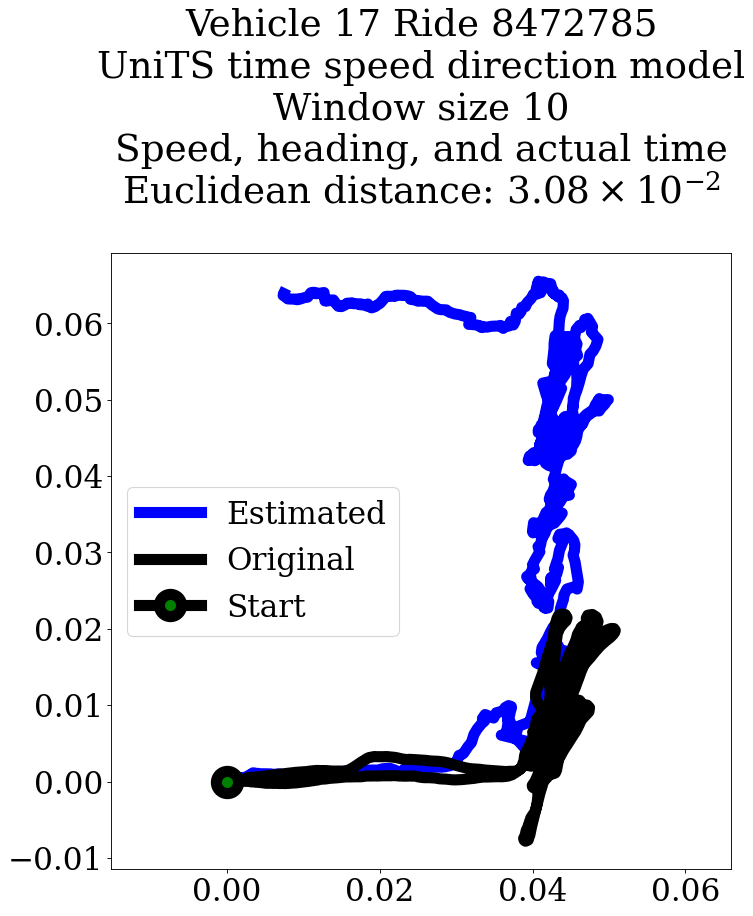 Vehicle 17 Ride 8472785
UniTS time speed direction model
Window size 10
Speed, heading, and actual time
Euclidean distance: 3.08 × 10⁻²
0.06
0.05
0.04
0.03
0.02
0.01
0.00
−0.01
Estimated
Original
Start
0.00 0.02 0.04 0.06